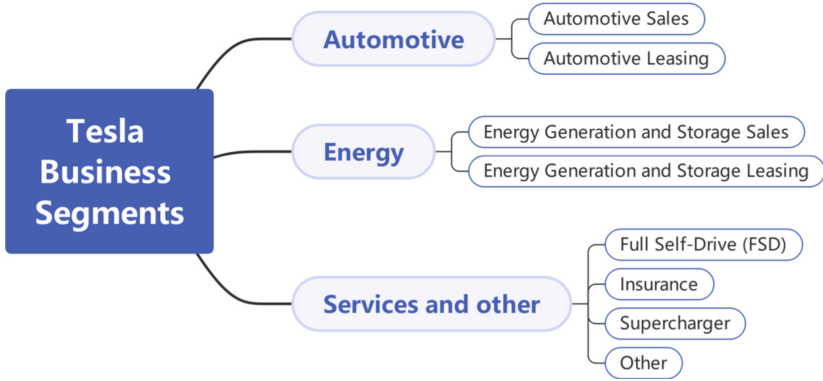 Tesla
Business
Segments
Automotive
Automotive Sales
Automotive Leasing
Energy
Energy Generation and Storage Sales
Energy Generation and Storage Leasing
Services and other
Full Self-Drive (FSD)
Insurance
Supercharger
Other